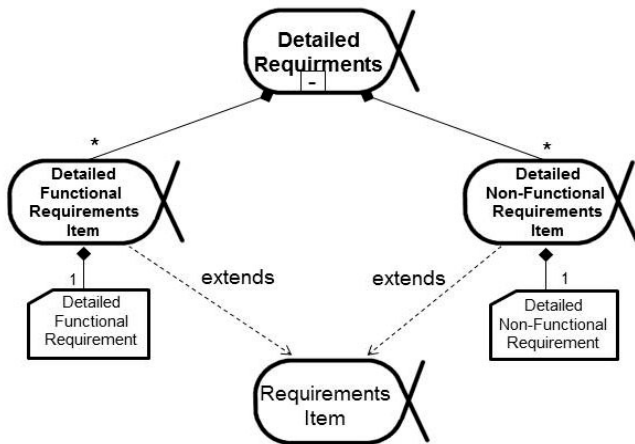 Detailed
Requirments
-
*
*
Detailed
Functional
Requirements
Item
Detailed
Non-Functional
Requirements
Item
1
extends
extends
1
Detailed
Functional
Requirement
Detailed
Non-Functional
Requirement
Requirements
Item